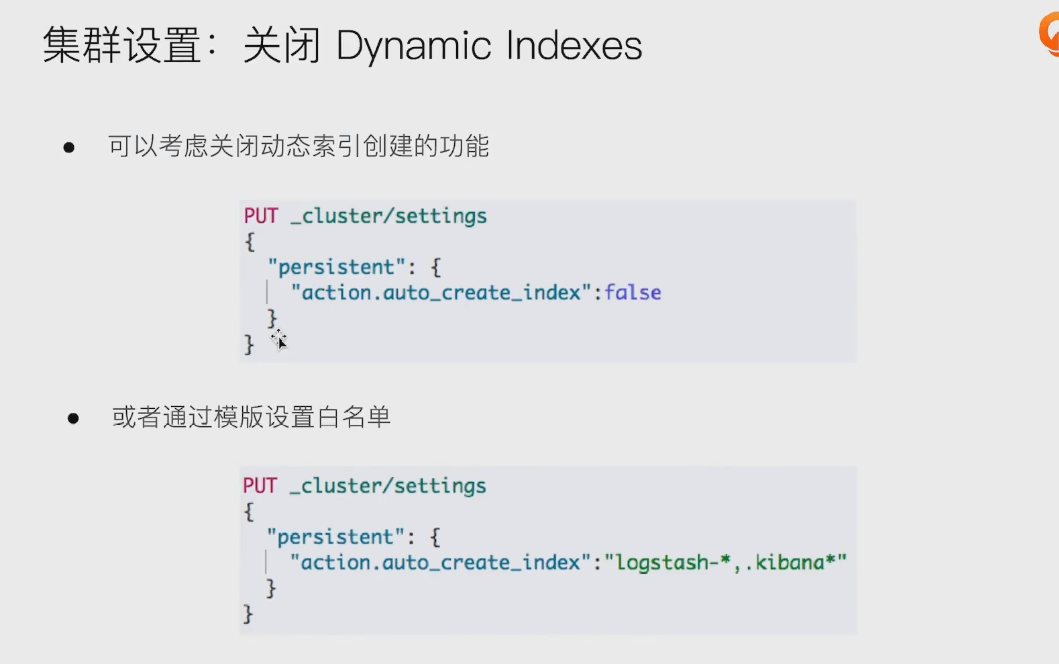 集群设置：关闭 Dynamic Indexes
● 可以考虑关闭动态索引创建的功能
PUT _cluster/settings
{
"persistent": {
"action.auto_create_index":false
}
}
● 或者通过模版设置白名单
PUT _cluster/settings
{
"persistent": {
"action.auto_create_index":"logstash-*,.kibana*"
}
}